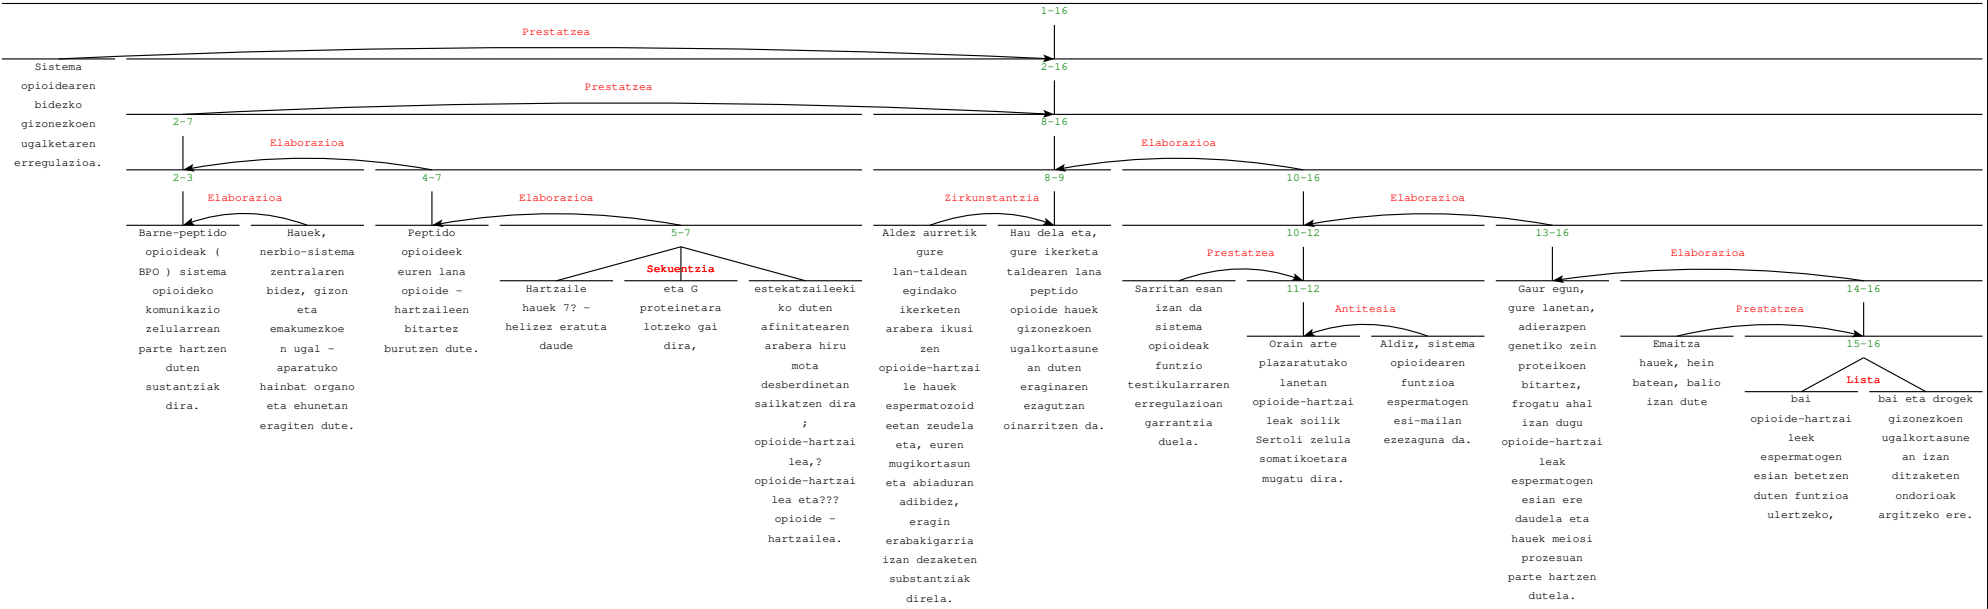 1-16
Prestatzea
Sistema
opioidearen
bidezko
gizonezkoen
ugalketaren
erregulazioa.
2-16
Prestatzea
2-7
8-16
Elaborazioa
Elaborazioa
2-3
4-7
8-9
10-16
Elaborazioa
Elaborazioa
Zirkunstantzia
Elaborazioa
Barne-peptido
opioideak (
BPO ) sistema
opioideko
komunikazio
zelularrean
parte hartzen
duten
sustantziak
dira.
Hauek,
nerbio-sistema
zentralaren
bidez, gizon
eta
emakumezkoe
n ugal -
aparatuko
hainbat organo
eta ehunetan
eragiten dute.
Peptido
opioideek
euren lana
opioide -
hartzaileen
bitartez
burutzen dute.
5-7
Sekuentzia
Hartzaile
hauek 7? -
helizez eratuta
daude
eta G
proteinetara
lotzeko gai
dira,
estekatzaileeki
ko duten
afinitatearen
arabera hiru
mota
desberdinetan
sailkatzen dira
;
opioide-hartzai
lea,?
opioide-hartzai
lea eta???
opioide -
hartzailea.
Aldez aurretik
gure
lan-taldean
egindako
ikerketen
arabera ikusi
zen
opioide-hartzai
le hauek
espermatozoid
eetan zeudela
eta, euren
mugikortasun
eta abiaduran
adibidez,
eragin
erabakigarria
izan dezaketen
substantziak
direla.
Hau dela eta,
gure ikerketa
taldearen lana
peptido
opioide hauek
gizonezkoen
ugalkortasune
an duten
eraginaren
ezagutzan
oinarritzen da.
10-12
13-16
Prestatzea
Elaborazioa
Sarritan esan
izan da
sistema
opioideak
funtzio
testikularraren
erregulazioan
garrantzia
duela.
11-12
Antitesia
Orain arte
plazaratutako
lanetan
opioide-hartzai
leak soilik
Sertoli zelula
somatikoetara
mugatu dira.
Aldiz, sistema
opioidearen
funtzioa
espermatogen
esi-mailan
ezezaguna da.
Gaur egun,
gure lanetan,
adierazpen
genetiko zein
proteikoen
bitartez,
frogatu ahal
izan dugu
opioide-hartzai
leak
espermatogen
esian ere
daudela eta
hauek meiosi
prozesuan
parte hartzen
dutela.
14-16
Prestatzea
Emaitza
hauek, hein
batean, balio
izan dute
15-16
Lista
bai
opioide-hartzai
leek
espermatogen
esian betetzen
duten funtzioa
ulertzeko,
bai eta drogek
gizonezkoen
ugalkortasune
an izan
ditzaketen
ondorioak
argitzeko ere.